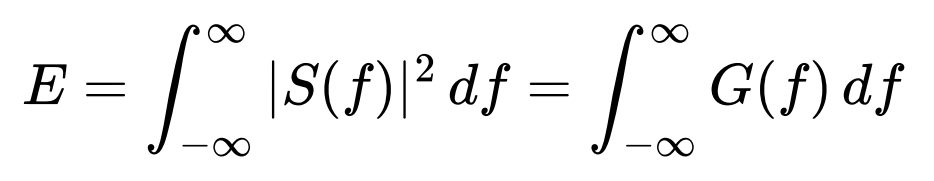 E = ∫_{-∞}^{∞} |S(f)|² df = ∫_{-∞}^{∞} G(f) df